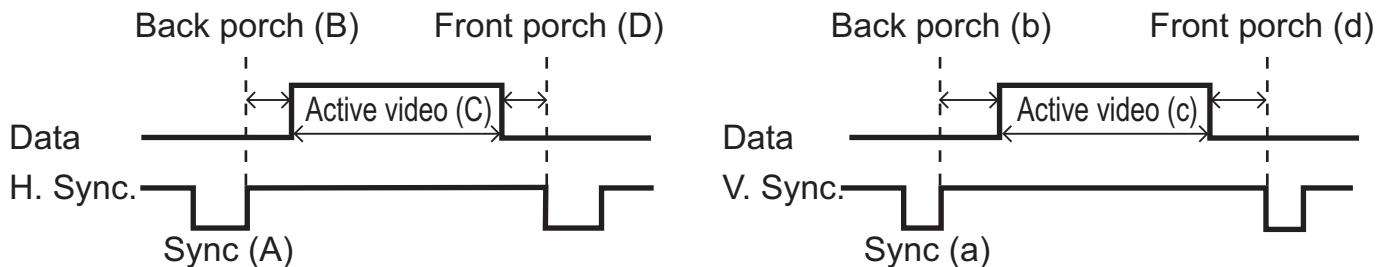 Back porch (B) Front porch (D)
Active video (C)
Data
H. Sync.
Sync (A)
Back porch (b) Front porch (d)
Active video (c)
Data
V. Sync.
Sync (a)